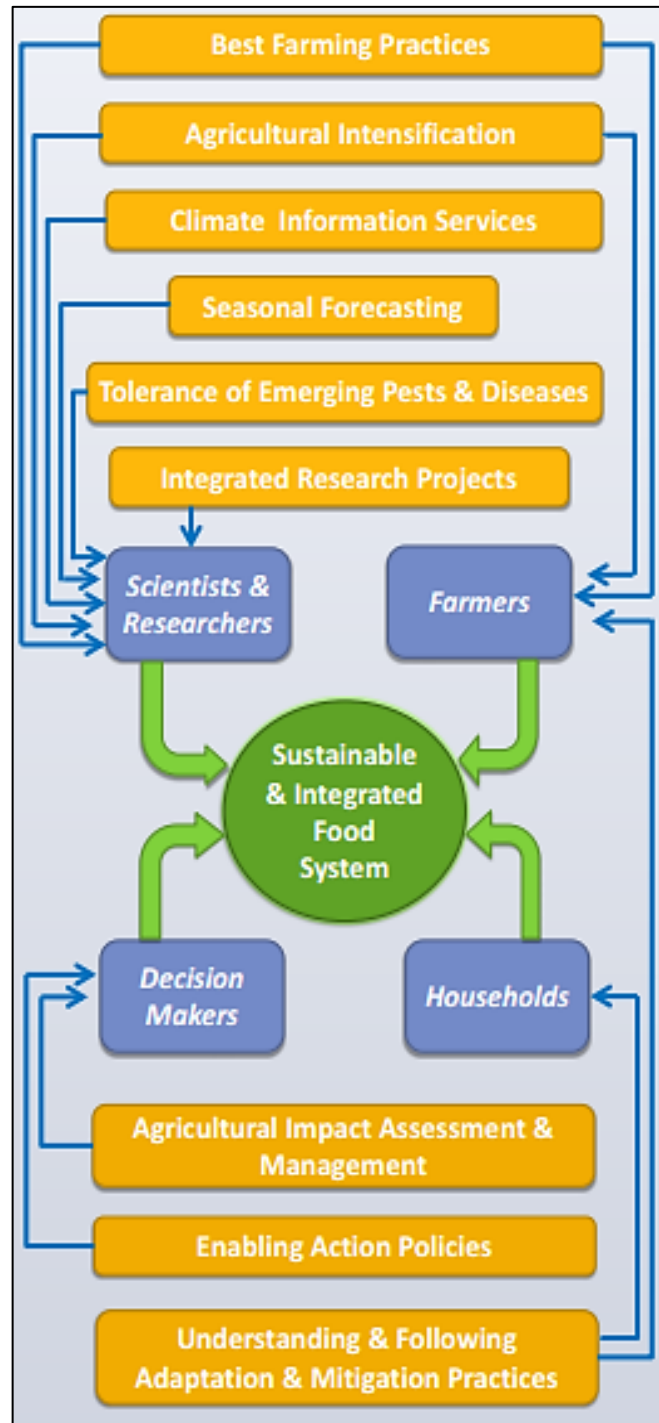 Best Farming Practices
Agricultural Intensification
Climate Information Services
Seasonal Forecasting
Tolerance of Emerging Pests & Diseases
Integrated Research Projects
Scientists &
Researchers
Farmers
Sustainable
& Integrated
Food
System
Decision
Makers
Households
Agricultural Impact Assessment &
Management
Enabling Action Policies
Understanding & Following
Adaptation & Mitigation Practices